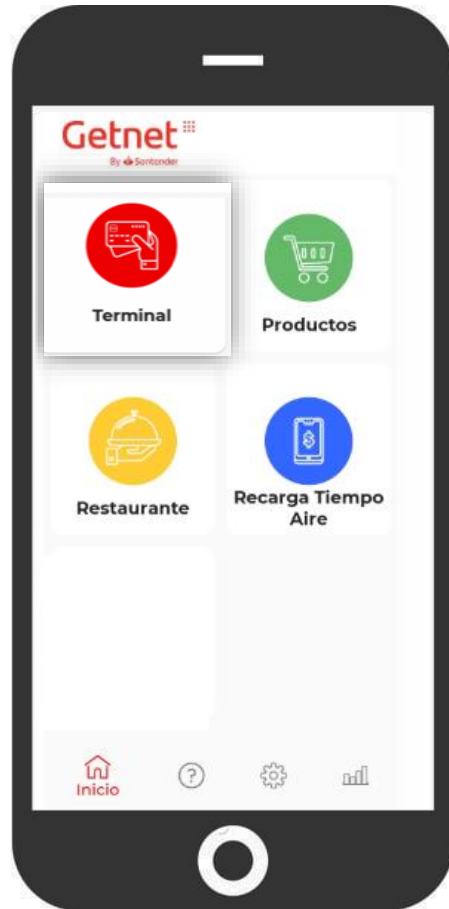 Getnet
By Santander
Terminal
Productos
Restaurante
Recarga Tiempo
Aire
Inicio